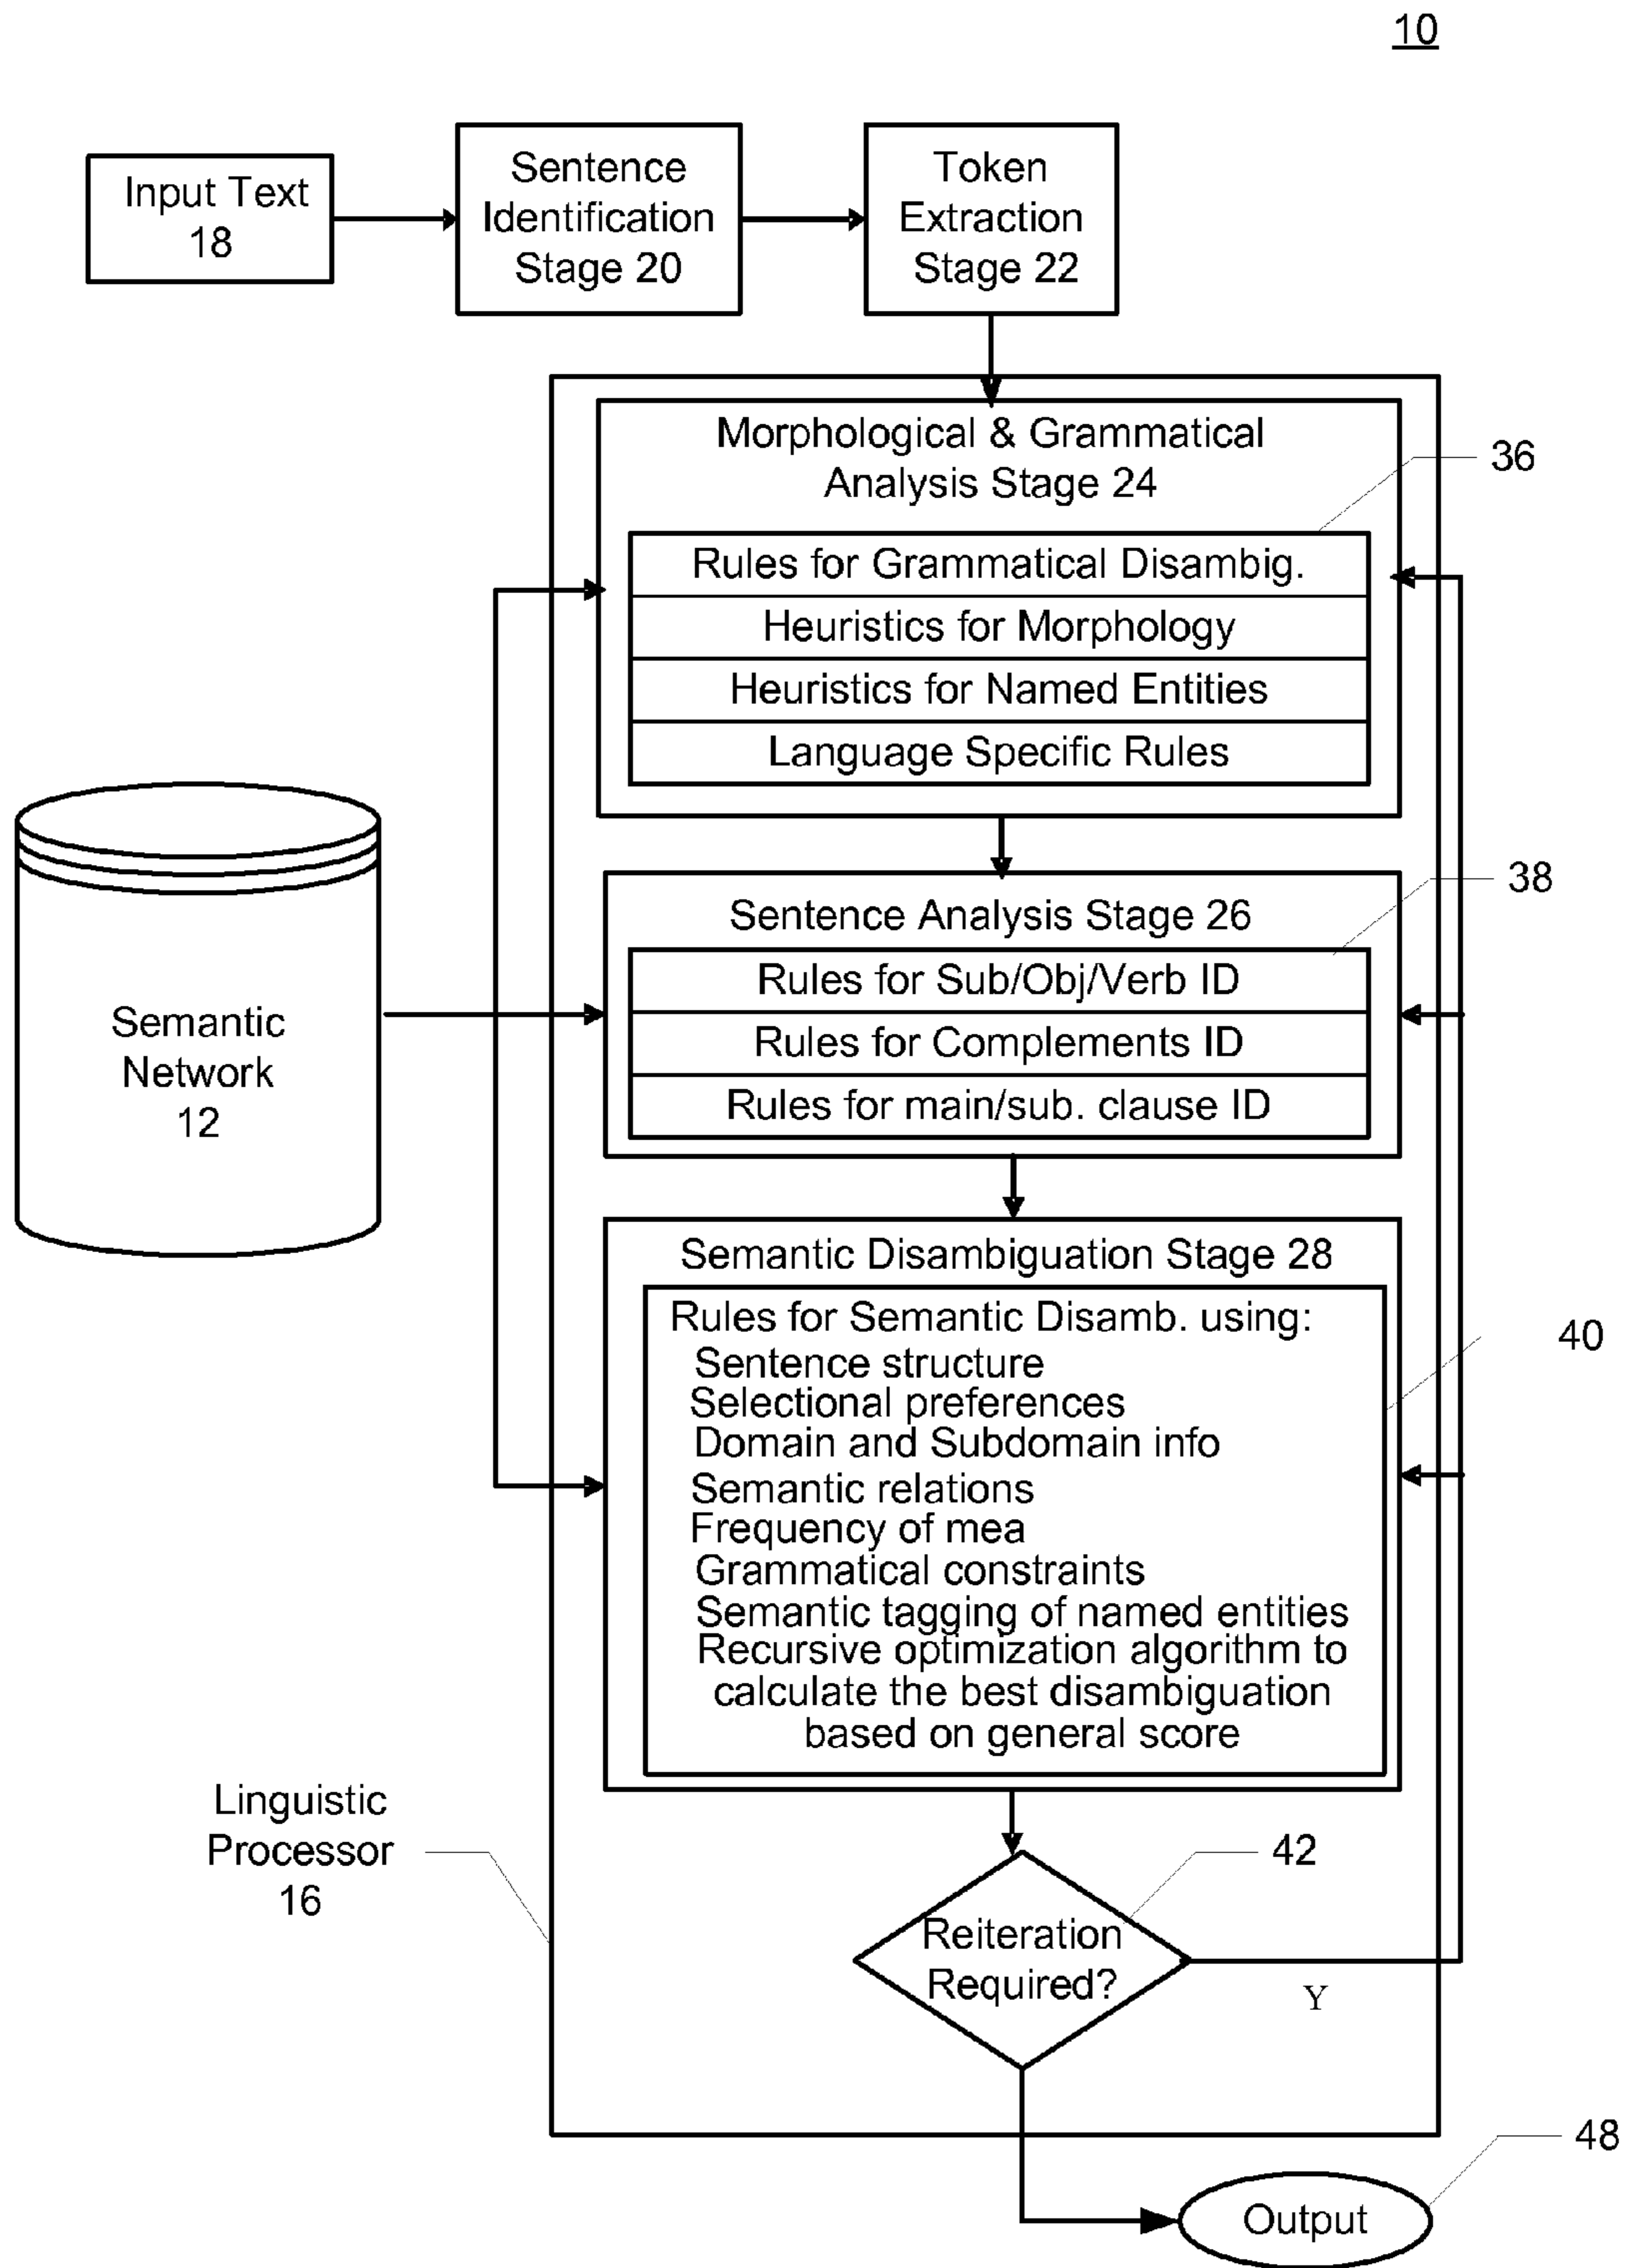 10
Input Text
18
Sentence
Identification
Stage 20
Token
Extraction
Stage 22
Morphological & Grammatical
Analysis Stage 24
36
Rules for Grammatical Disambig.
Heuristics for Morphology
Heuristics for Named Entities
Language Specific Rules
Semantic
Network
12
38
Sentence Analysis Stage 26
Rules for Sub/Obj/Verb ID
Rules for Complements ID
Rules for main/sub. clause ID
Semantic Disambiguation Stage 28
40
Rules for Semantic Disamb. using:
Sentence structure
Selectional preferences
Domain and Subdomain info
Semantic relations
Frequency of mea
Grammatical constraints
Semantic tagging of named entities
Recursive optimization algorithm to
calculate the best disambiguation
based on general score
Linguistic
Processor
16
42
Reiteration
Required?
Y
48
Output